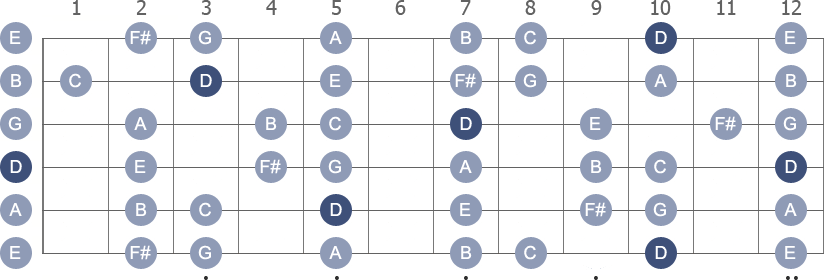 1 2 3 4 5 6 7 8 9 10 11 12
E F# G A B C D E
B C D E F# G A B
G A B C D E F# G
D E F# G A B C D
A B C D E F# G A
E F# G A B C D E